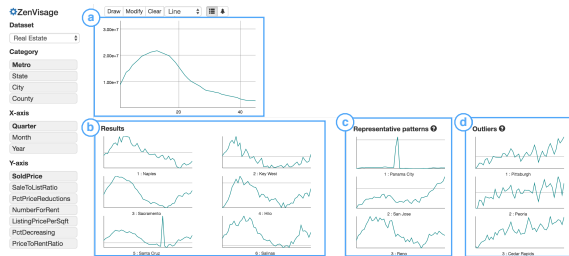 ZenVisage
Dataset
Real Estate
Category
Metro
State
City
County
X-axis
Quarter
Month
Year
Y-axis
SoldPrice
SaleToListRatio
PctPriceReductions
NumberForRent
ListingPricePerSqft
PctDecreasing
PriceToRentRatio
Draw Modify Clear Line
a
3.00e+7
2.00e+7
1.00e+7
20 40
b Results
1 : Naples 2 : Key West
3 : Sacramento 4 : Hilo
5 : Santa Cruz 6 : Salinas
c Representative patterns ?
1 : Panama City
2 : San Jose
3 : Reno
d Outliers ?
1 : Pittsburgh
2 : Peoria
3 : Cedar Rapids